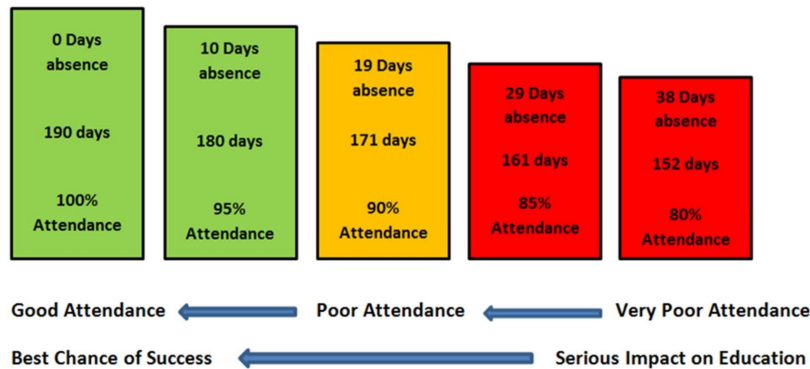 0 Days
absence
190 days
100%
Attendance
10 Days
absence
180 days
95%
Attendance
19 Days
absence
171 days
90%
Attendance
29 Days
absence
161 days
85%
Attendance
38 Days
absence
152 days
80%
Attendance
Good Attendance
Poor Attendance
Very Poor Attendance
Best Chance of Success
Serious Impact on Education